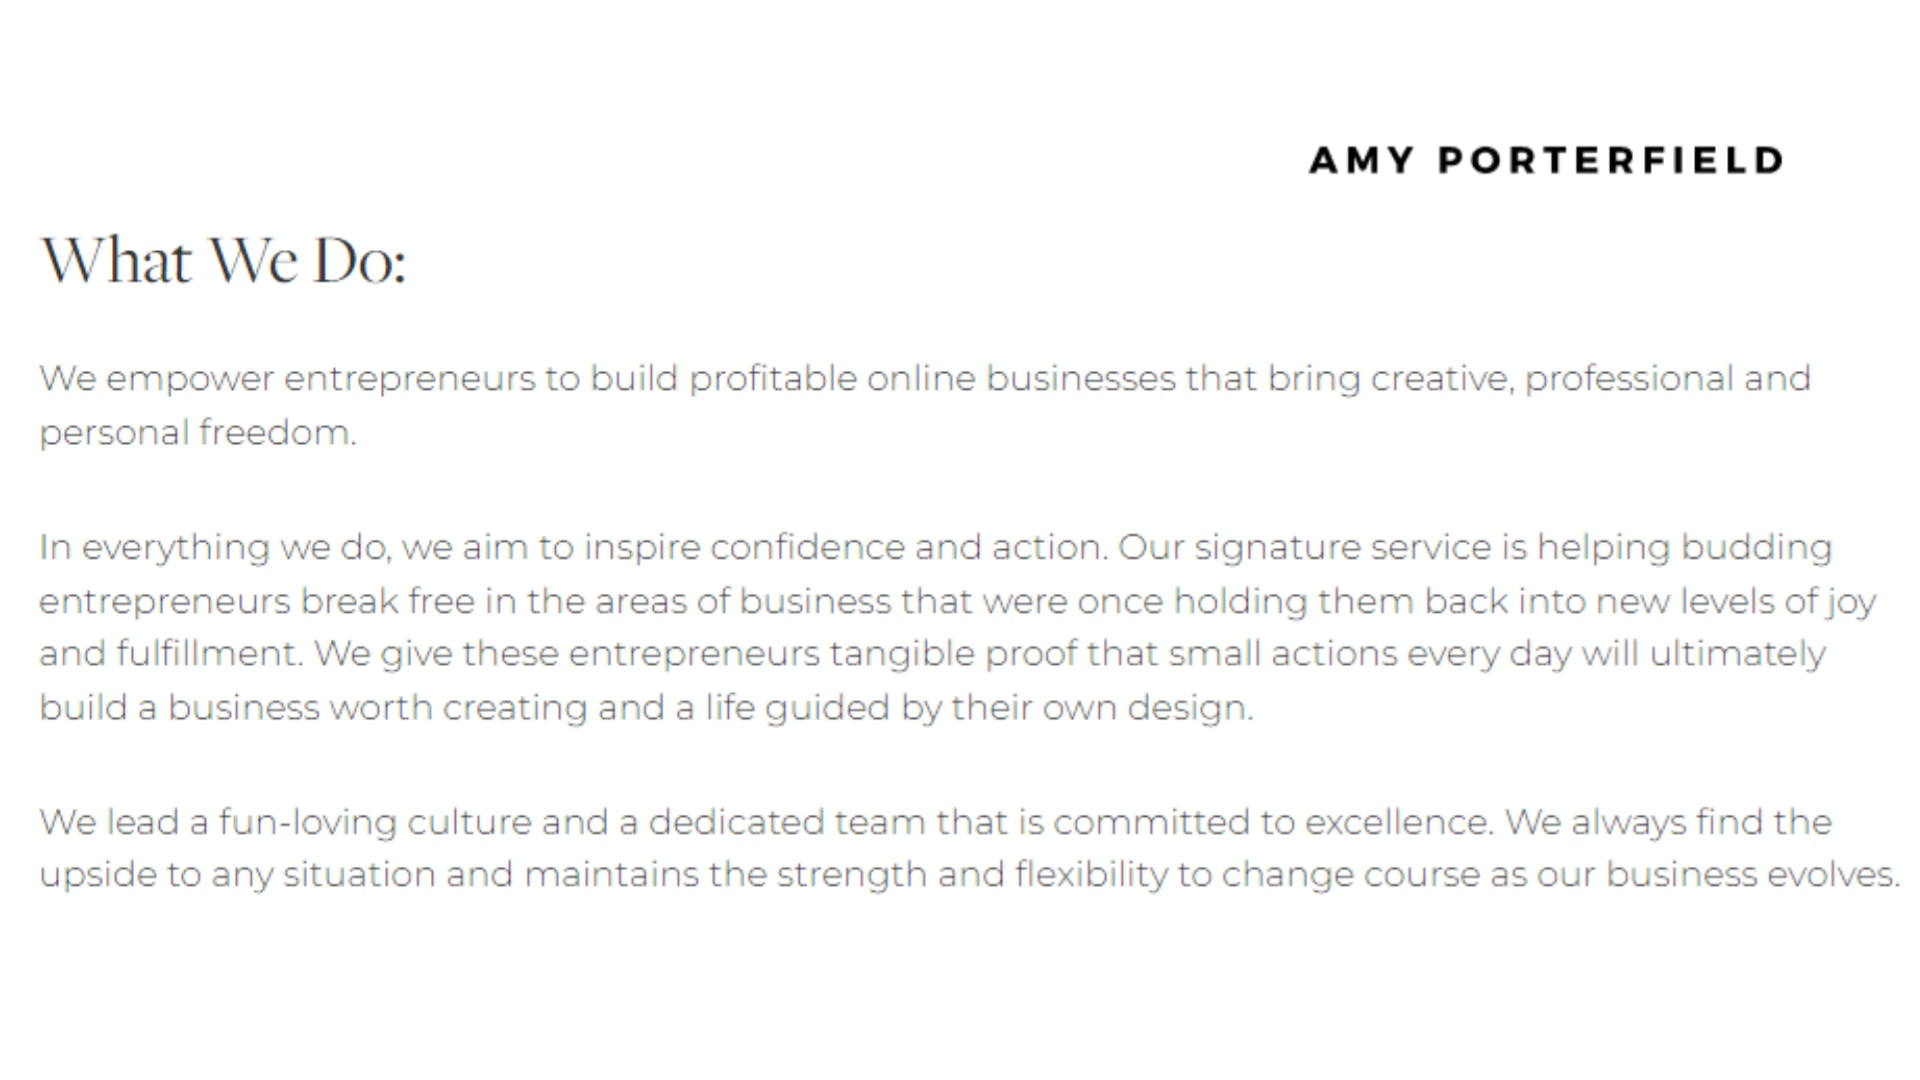 AMY PORTERFIELD
What We Do:
We empower entrepreneurs to build profitable online businesses that bring creative, professional and
personal freedom.
In everything we do, we aim to inspire confidence and action. Our signature service is helping budding
entrepreneurs break free in the areas of business that were once holding them back into new levels of joy
and fulfillment. We give these entrepreneurs tangible proof that small actions every day will ultimately
build a business worth creating and a life guided by their own design.
We lead a fun-loving culture and a dedicated team that is committed to excellence. We always find the
upside to any situation and maintains the strength and flexibility to change course as our business evolves.